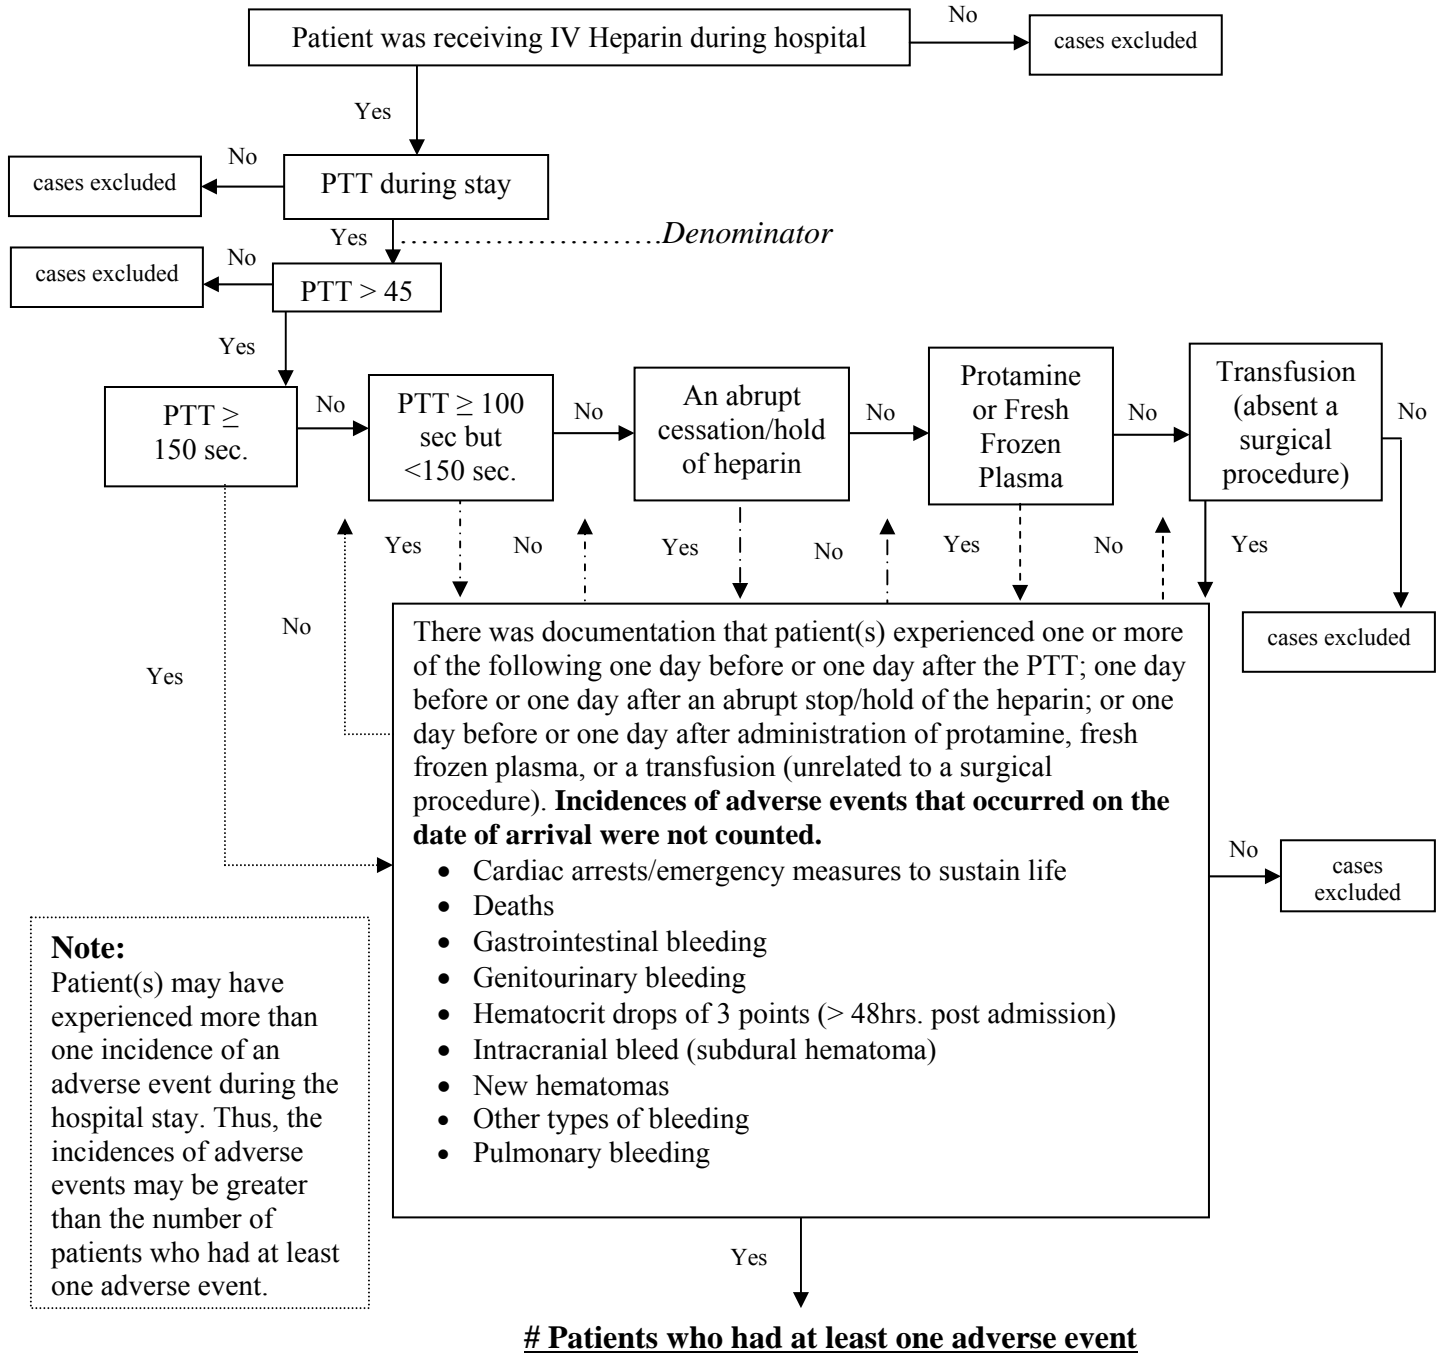 Patient was receiving IV Heparin during hospital
No
cases excluded
Yes
No
cases excluded
PTT during stay
Yes
……………………..Denominator
No
cases excluded
PTT > 45
Yes
PTT ≥
150 sec.
No
PTT ≥ 100
sec but
<150 sec.
No
An abrupt
cessation/hold
of heparin
No
Protamine
or Fresh
Frozen
Plasma
No
Transfusion
(absent a
surgical
procedure)
No
Yes
No
Yes
No
Yes
No
Yes
No
Yes
cases excluded
There was documentation that patient(s) experienced one or more
of the following one day before or one day after the PTT; one day
before or one day after an abrupt stop/hold of the heparin; or one
day before or one day after administration of protamine, fresh
frozen plasma, or a transfusion (unrelated to a surgical
procedure). Incidences of adverse events that occurred on the
date of arrival were not counted.
• Cardiac arrests/emergency measures to sustain life
• Deaths
• Gastrointestinal bleeding
• Genitourinary bleeding
• Hematocrit drops of 3 points (> 48hrs. post admission)
• Intracranial bleed (subdural hematoma)
• New hematomas
• Other types of bleeding
• Pulmonary bleeding
No
cases
excluded
Note:
Patient(s) may have
experienced more than
one incidence of an
adverse event during the
hospital stay. Thus, the
incidences of adverse
events may be greater
than the number of
patients who had at least
one adverse event.
Yes
# Patients who had at least one adverse event